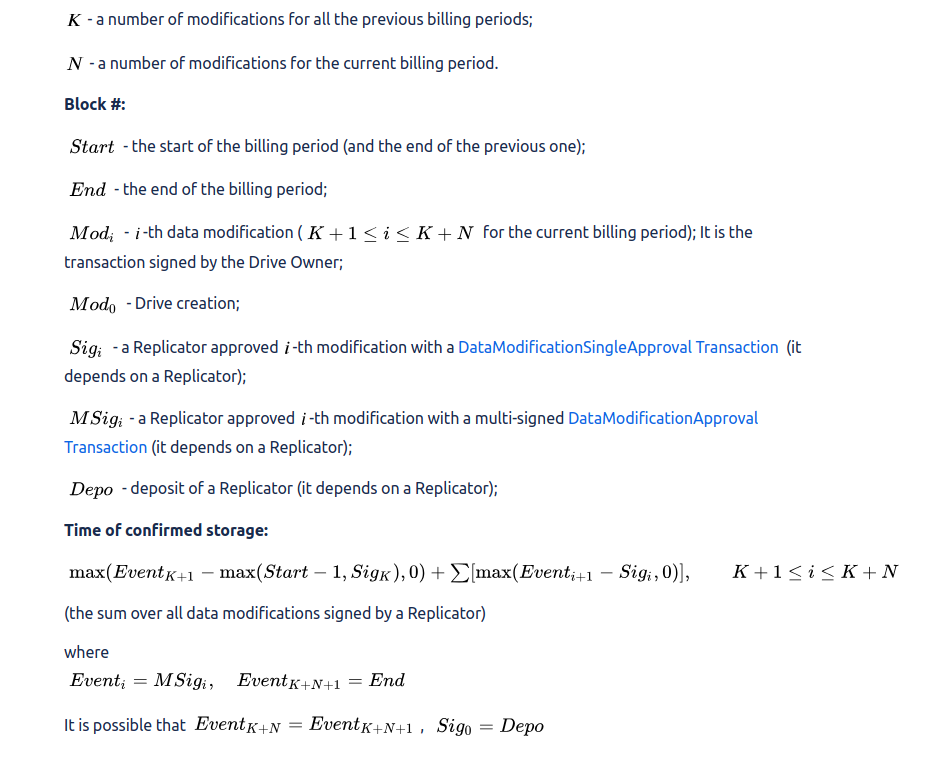 K - a number of modifications for all the previous billing periods;
N - a number of modifications for the current billing period.
Block #:
Start - the start of the billing period (and the end of the previous one);
End - the end of the billing period;
Mod_i - i-th data modification ( K + 1 ≤ i ≤ K + N for the current billing period); It is the
transaction signed by the Drive Owner;
Mod_0 - Drive creation;
Sig_i - a Replicator approved i-th modification with a DataModificationSingleApproval Transaction (it
depends on a Replicator);
MSig_i - a Replicator approved i-th modification with a multi-signed DataModificationApproval
Transaction (it depends on a Replicator);
Depo - deposit of a Replicator (it depends on a Replicator);
Time of confirmed storage:
max(Event_{K+1} − max(Start − 1, Sig_K), 0) + ∑[max(Event_{i+1} − Sig_i, 0)], K + 1 ≤ i ≤ K + N
(the sum over all data modifications signed by a Replicator)
where
Event_i = MSig_i, Event_{K+N+1} = End
It is possible that Event_{K+N} = Event_{K+N+1} , Sig_0 = Depo